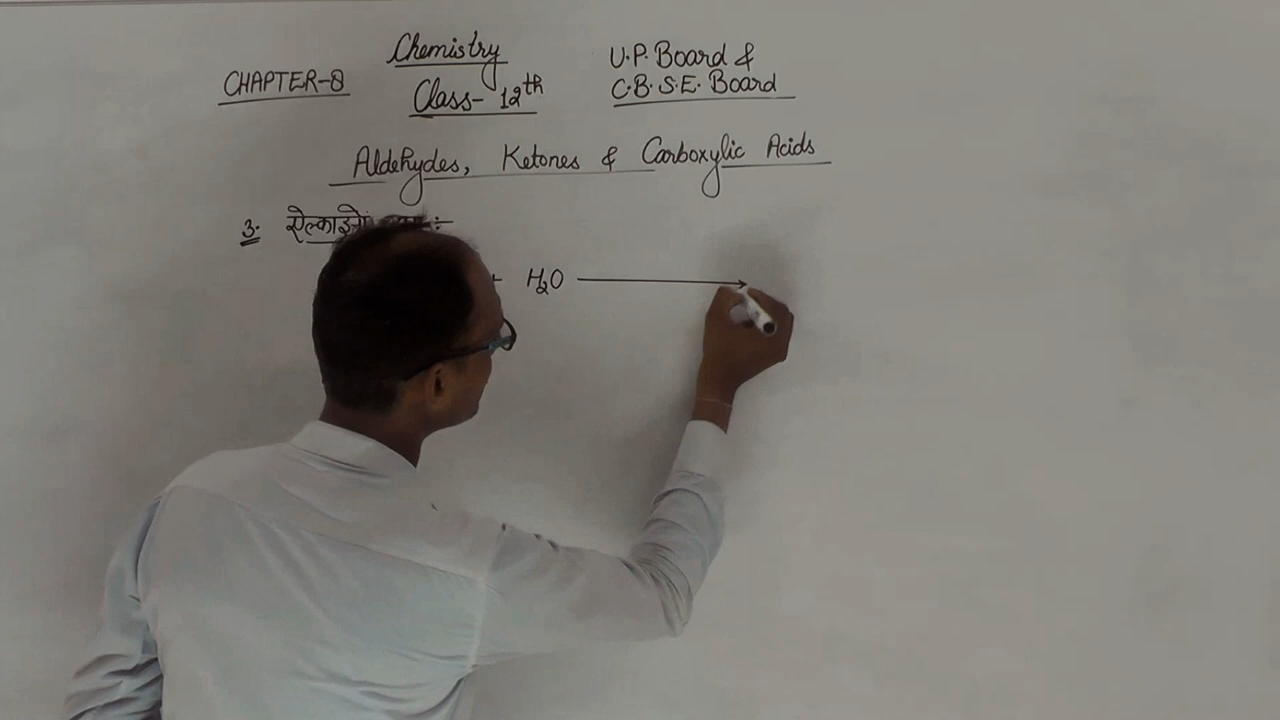 Chemistry
CHAPTER-8
Class- 12th
U.P. Board &
C.B.S.E. Board
Aldehydes, Ketones & Carboxylic Acids
3. ऐल्काइनों :-
+ H₂O ⟶